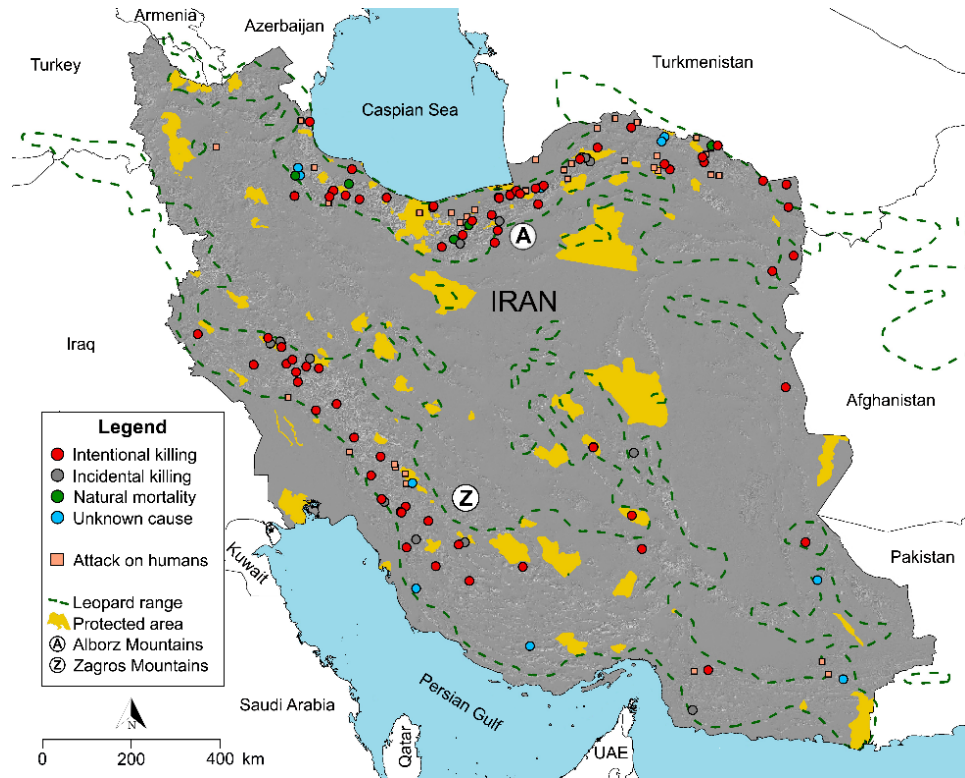 Armenia
Azerbaijan
Turkey
Turkmenistan
Caspian Sea
A
IRAN
Iraq
Afghanistan
Legend
Intentional killing
Incidental killing
Natural mortality
Unknown cause
Attack on humans
Leopard range
Protected area
A Alborz Mountains
Z Zagros Mountains
Z
Kuwait
Pakistan
N
Saudi Arabia
Persian Gulf
Qatar
UAE
0 200 400 km